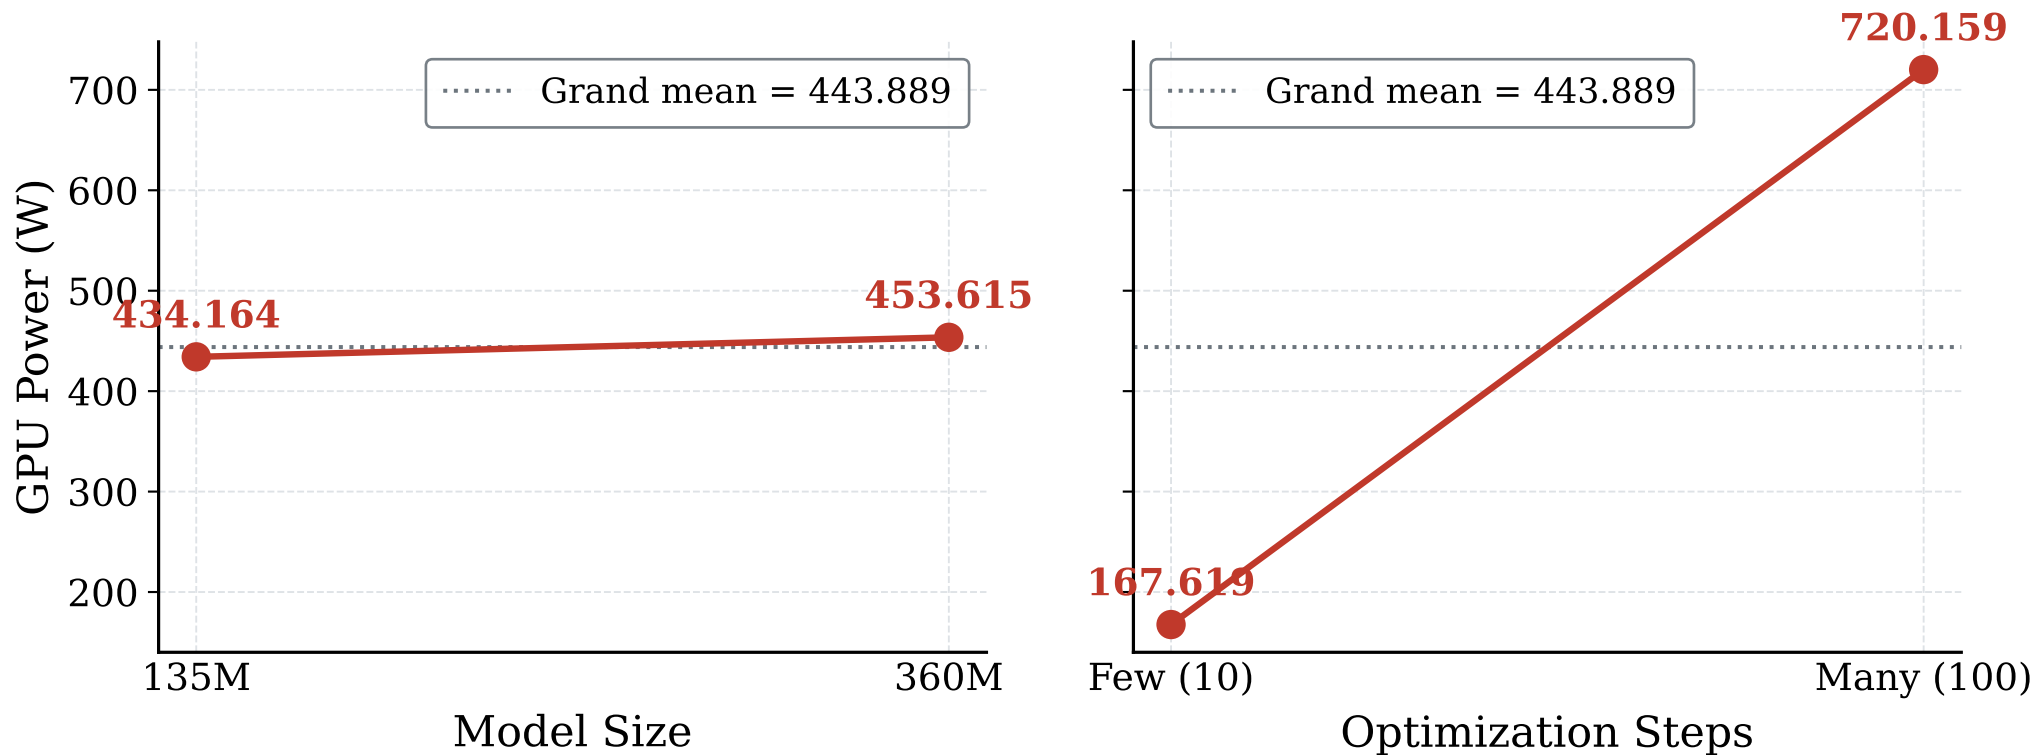 GPU Power (W)
700
600
500
400
300
200
Grand mean = 443.889
434.164
453.615
135M
360M
Model Size
Grand mean = 443.889
720.159
167.619
Few (10)
Many (100)
Optimization Steps